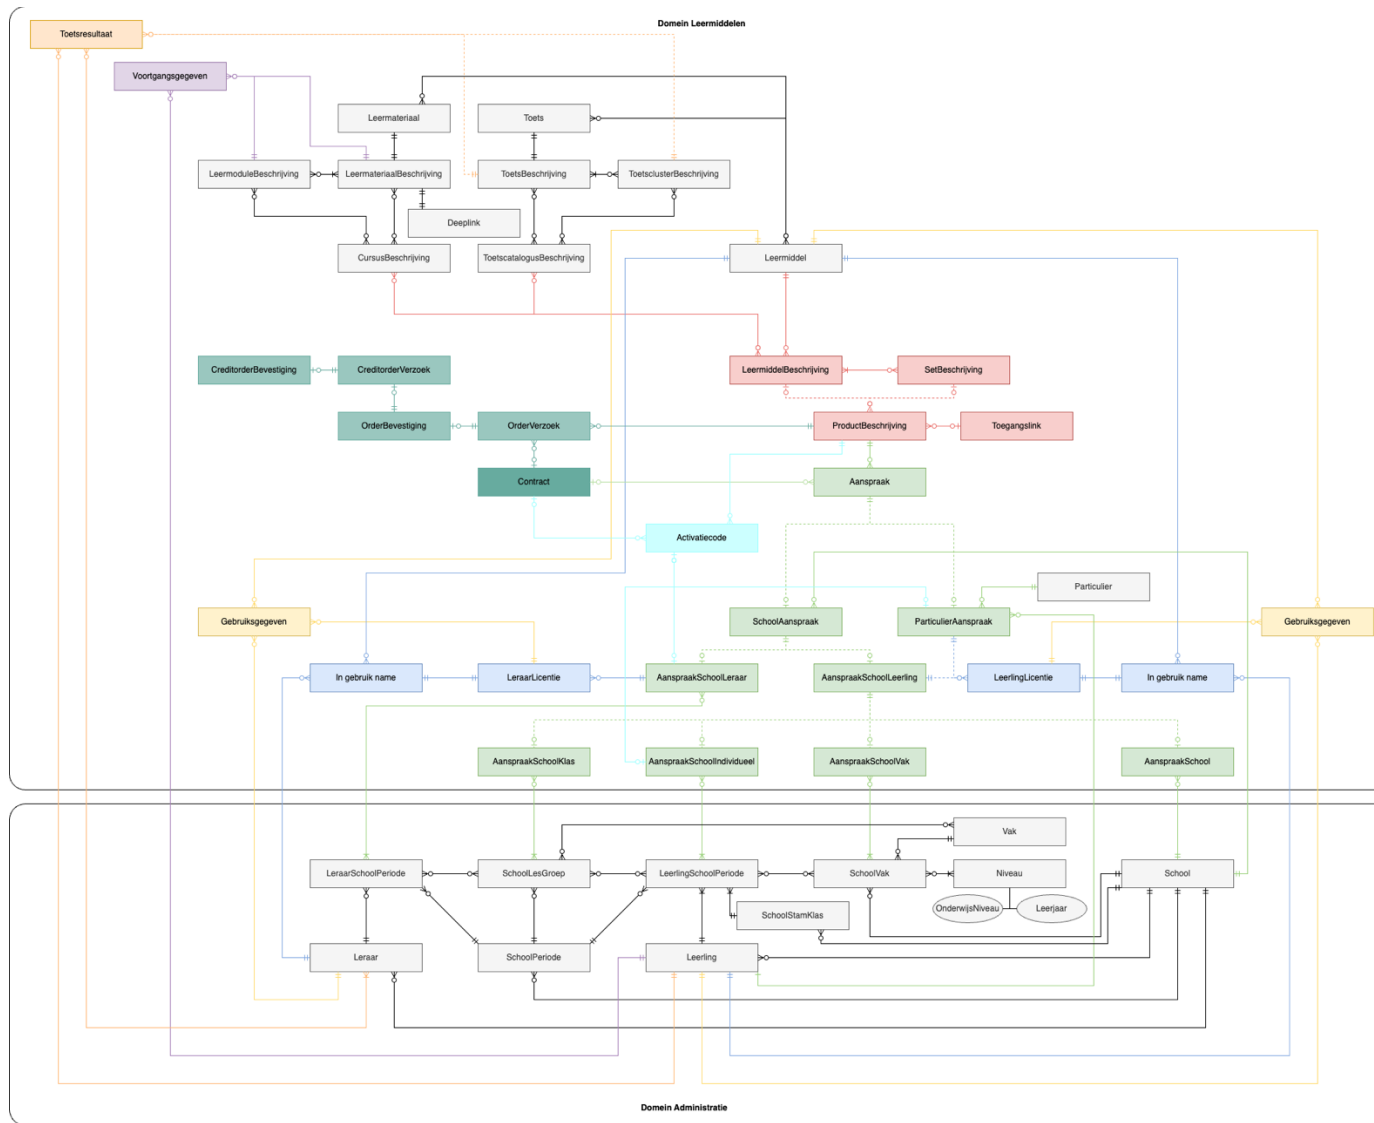 Domein Leermiddelen
Toetsresultaat
Voortgangsgegeven
Leermateriaal
Toets
LeermoduleBeschrijving
LeermateriaalBeschrijving
ToetsBeschrijving
ToetsclusterBeschrijving
Deeplink
CursusBeschrijving
ToetscatalogusBeschrijving
Leermiddel
CreditorderBevestiging
CreditorderVerzoek
LeermiddelBeschrijving
SetBeschrijving
OrderBevestiging
OrderVerzoek
ProductBeschrijving
Toegangslink
Contract
Aanspraak
Activatiecode
Particulier
Gebruiksgegeven
SchoolAanspraak
ParticulierAanspraak
Gebruiksgegeven
In gebruik name
LeraarLicentie
AanspraakSchoolLeraar
AanspraakSchoolLeerling
LeerlingLicentie
In gebruik name
AanspraakSchoolKlas
AanspraakSchoolIndividueel
AanspraakSchoolVak
AanspraakSchool
Vak
LeraarSchoolPeriode
SchoolLesGroep
LeerlingSchoolPeriode
SchoolVak
Niveau
School
SchoolStamKlas
OnderwijsNiveau
Leerjaar
Leraar
SchoolPeriode
Leerling
Domein Administratie